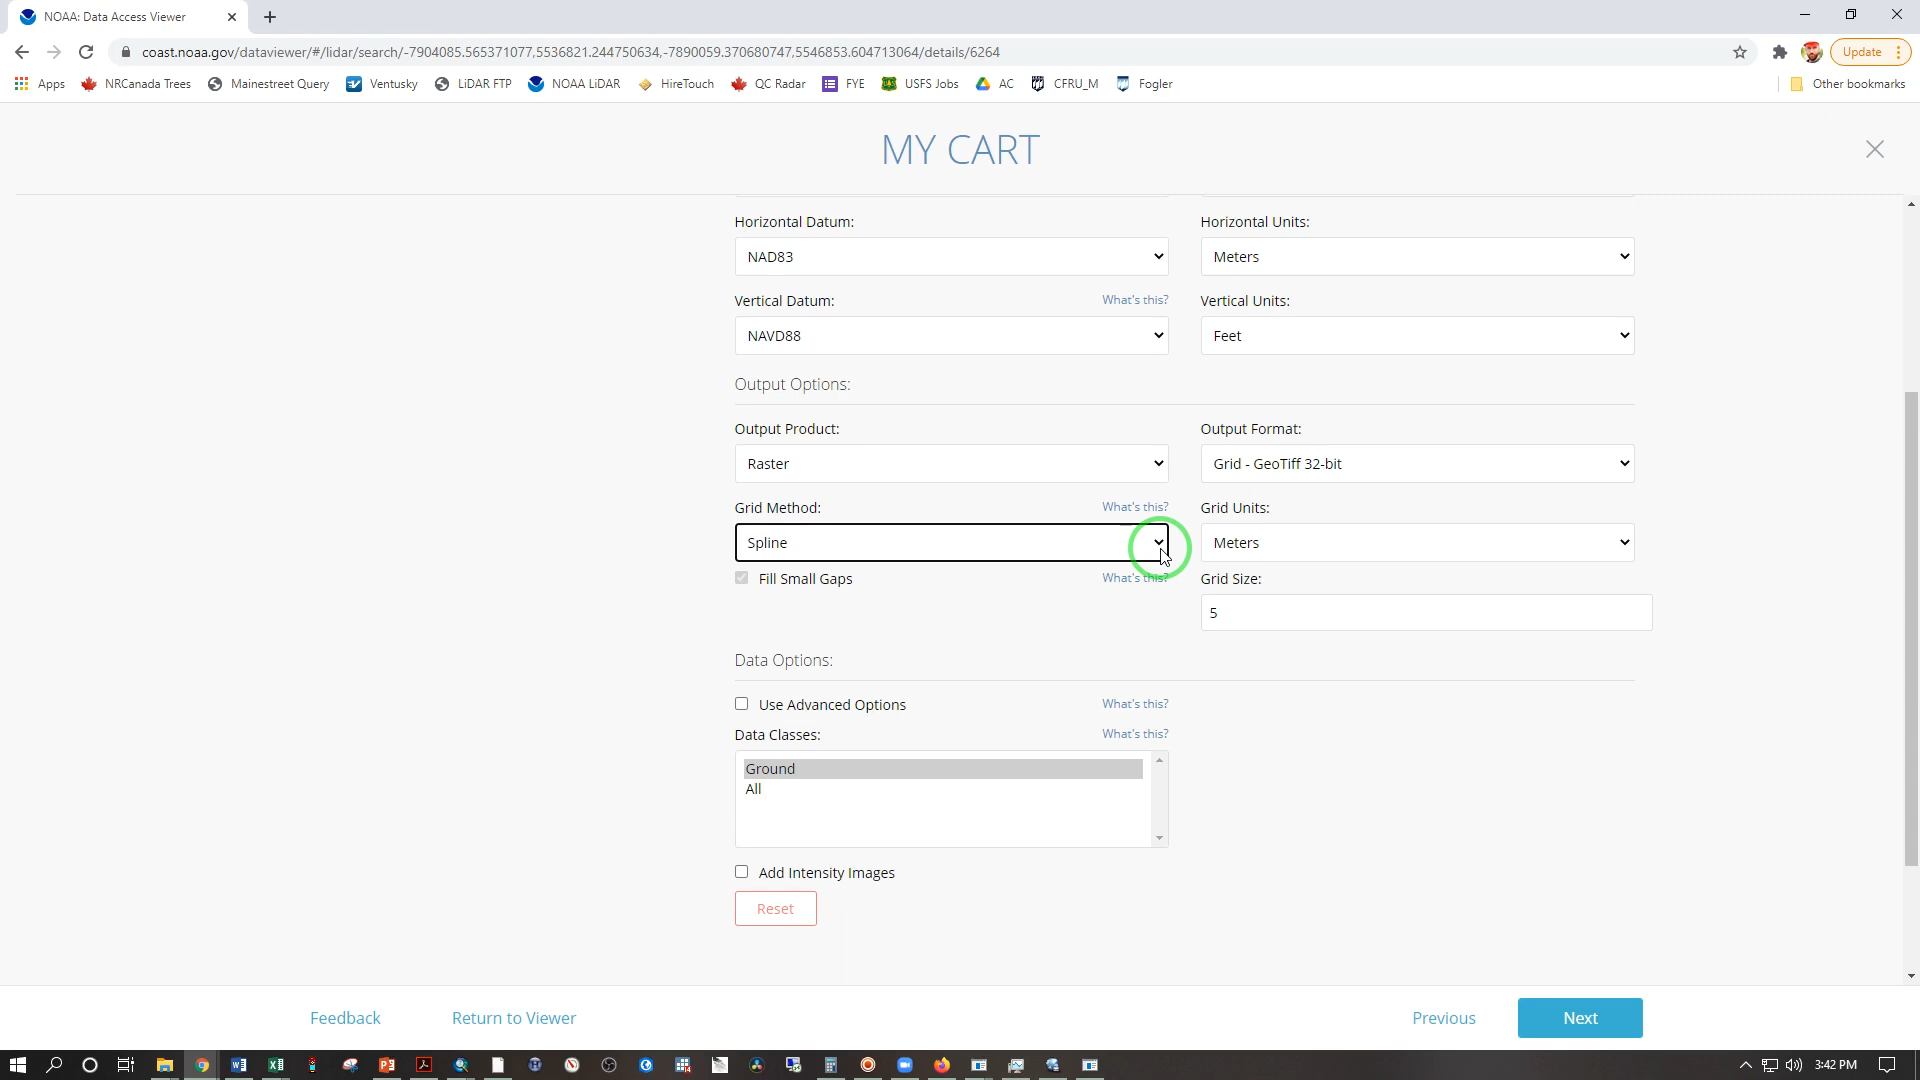 NOAA: Data Access Viewer
coast.noaa.gov/dataviewer/#/lidar/search/-7904085.565371077,5536821.244750634,-7890059.370680747,5546853.604713064/details/6264
Update
Apps NRCanada Trees Mainestreet Query Ventusky LiDAR FTP NOAA LiDAR HireTouch QC Radar FYE USFS Jobs AC CFRU_M Fogler Other bookmarks
MY CART
Horizontal Datum: Horizontal Units:
NAD83 Meters
Vertical Datum: What's this? Vertical Units:
NAVD88 Feet
Output Options:
Output Product: Output Format:
Raster Grid - GeoTiff 32-bit
Grid Method: What's this? Grid Units:
Spline Meters
Fill Small Gaps What's this? Grid Size:
5
Data Options:
Use Advanced Options What's this?
Data Classes: What's this?
Ground
All
Add Intensity Images
Reset
Feedback Return to Viewer Previous Next
3:42 PM